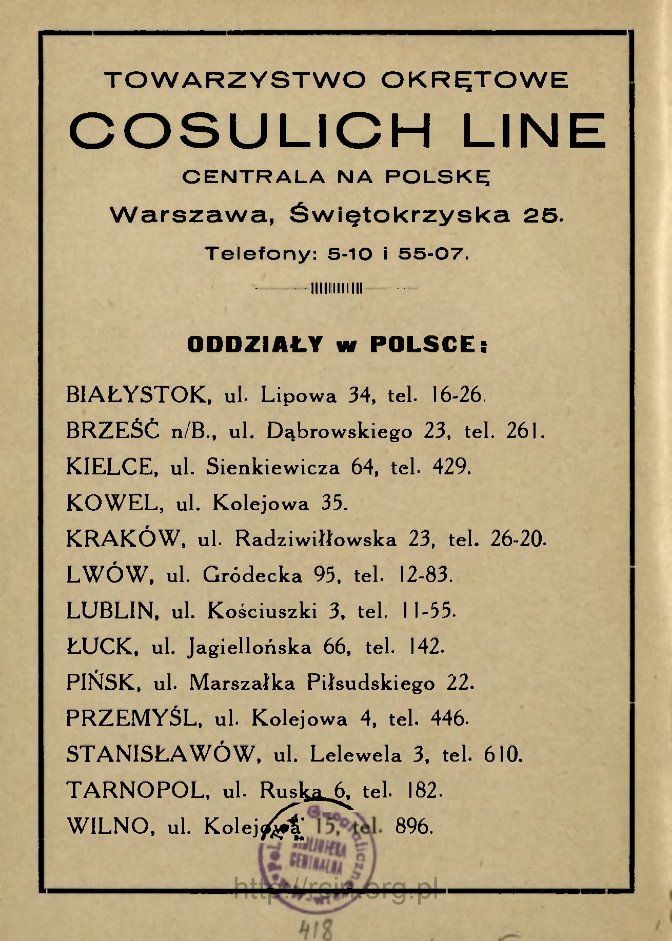 TOWARZYSTWO OKRĘTOWE
COSULICH LINE
CENTRALA NA POLSKĘ
Warszawa, Świętokrzyska 25.
Telefony: 5-10 i 55-07.
ODDZIAŁY w POLSCE:
BIAŁYSTOK, ul. Lipowa 34, tel. 16-26.
BRZEŚĆ n/B., ul. Dąbrowskiego 23, tel. 261.
KIELCE, ul. Sienkiewicza 64, tel. 429.
KOWEL, ul. Kolejowa 35.
KRAKÓW, ul. Radziwiłłowska 23, tel. 26-20.
LWÓW, ul. Gródecka 95, tel. 12-83.
LUBLIN, ul. Kościuszki 3, tel. 11-55.
ŁUCK, ul. Jagiellońska 66, tel. 142.
PIŃSK, ul. Marszałka Piłsudskiego 22.
PRZEMYŚL, ul. Kolejowa 4, tel. 446.
STANISŁAWÓW, ul. Lelewela 3, tel. 610.
TARNOPOL, ul. Ruska 6, tel. 182.
WILNO, ul. Kolejowa 15, tel. 896.
BIBLIOTEKA
CENTRALNA
http://rcin.org.pl
418